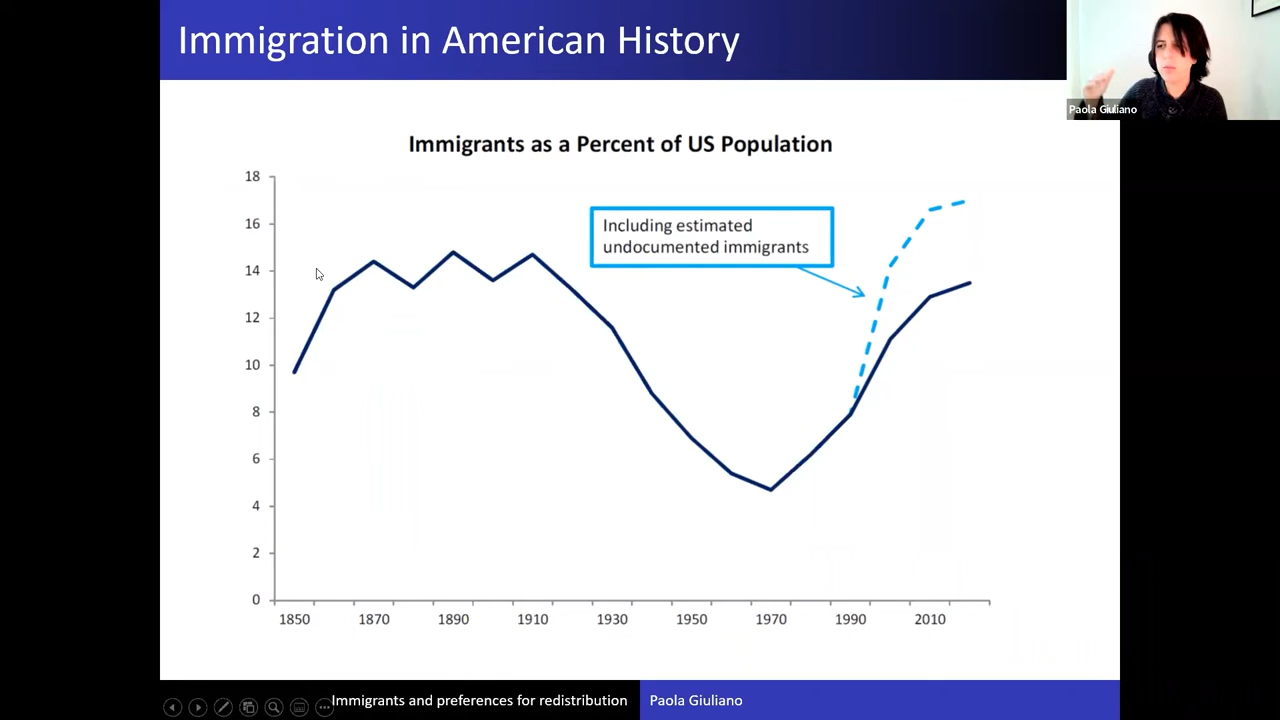 Immigration in American History
Paola Giuliano
Immigrants as a Percent of US Population
18
16
14
12
10
8
6
4
2
0
Including estimated
undocumented immigrants
1850 1870 1890 1910 1930 1950 1970 1990 2010
Immigrants and preferences for redistribution
Paola Giuliano